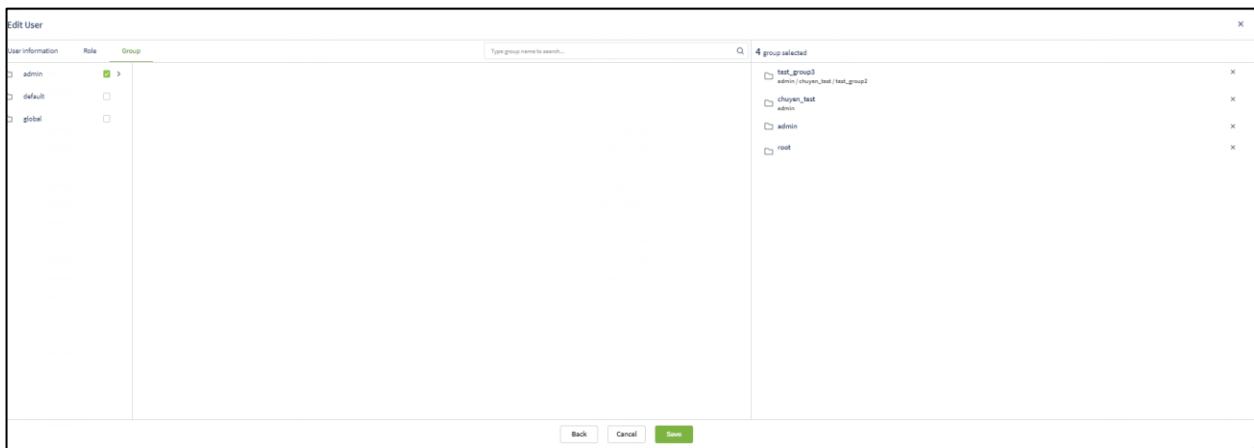 Edit User
User information Role Group
Type group name to search...
4 group selected
admin
default
global
test_group3
admin / chuyen_test / test_group2
chuyen_test
admin
admin
root
Back Cancel Save